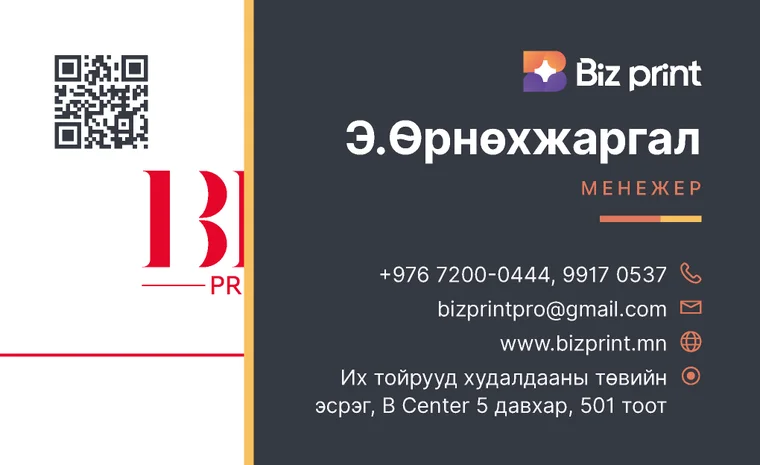 Biz print
Э.Өрнөхжаргал
МЕНЕЖЕР
+976 7200-0444, 9917 0537
bizprintpro@gmail.com
www.bizprint.mn
Их тойрууд худалдааны төвийн
эсрэг, B Center 5 давхар, 501 тоот